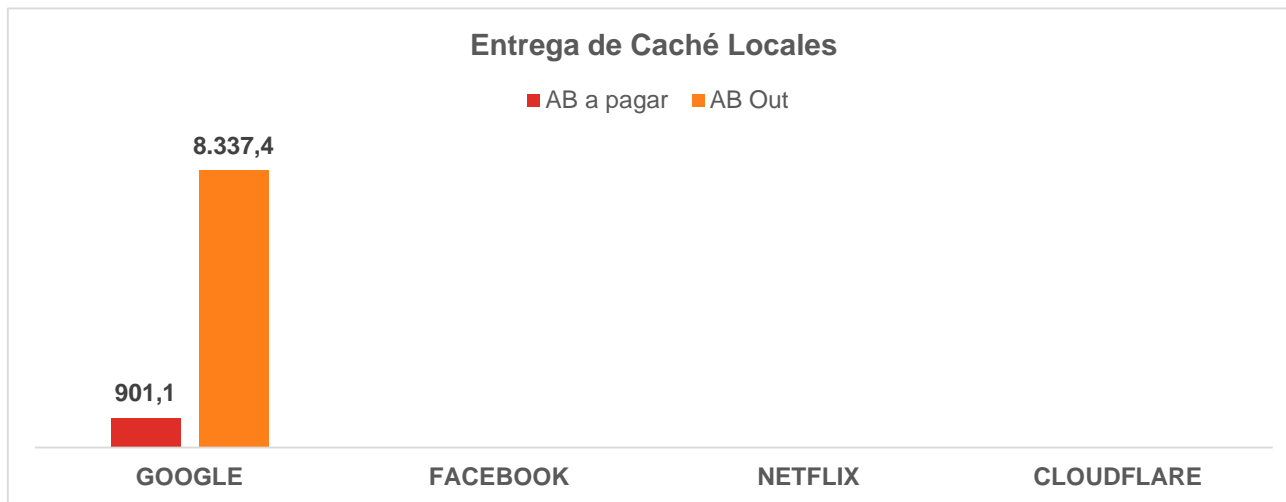 Entrega de Caché Locales
AB a pagar AB Out
8.337,4
901,1
GOOGLE FACEBOOK NETFLIX CLOUDFLARE